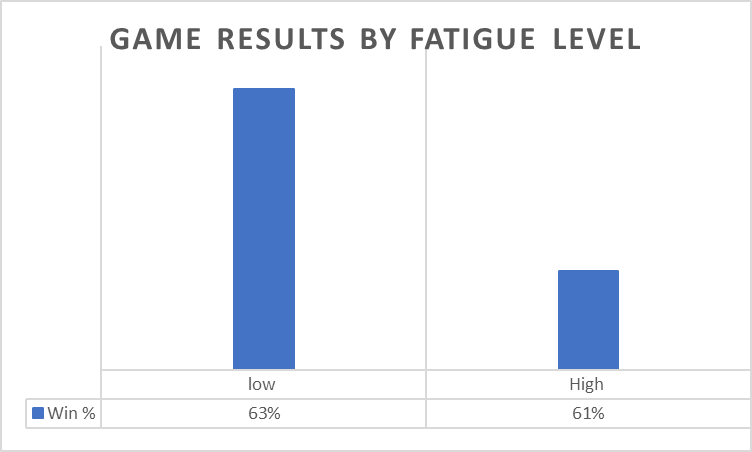 GAME RESULTS BY FATIGUE LEVEL
low High
Win % 63% 61%